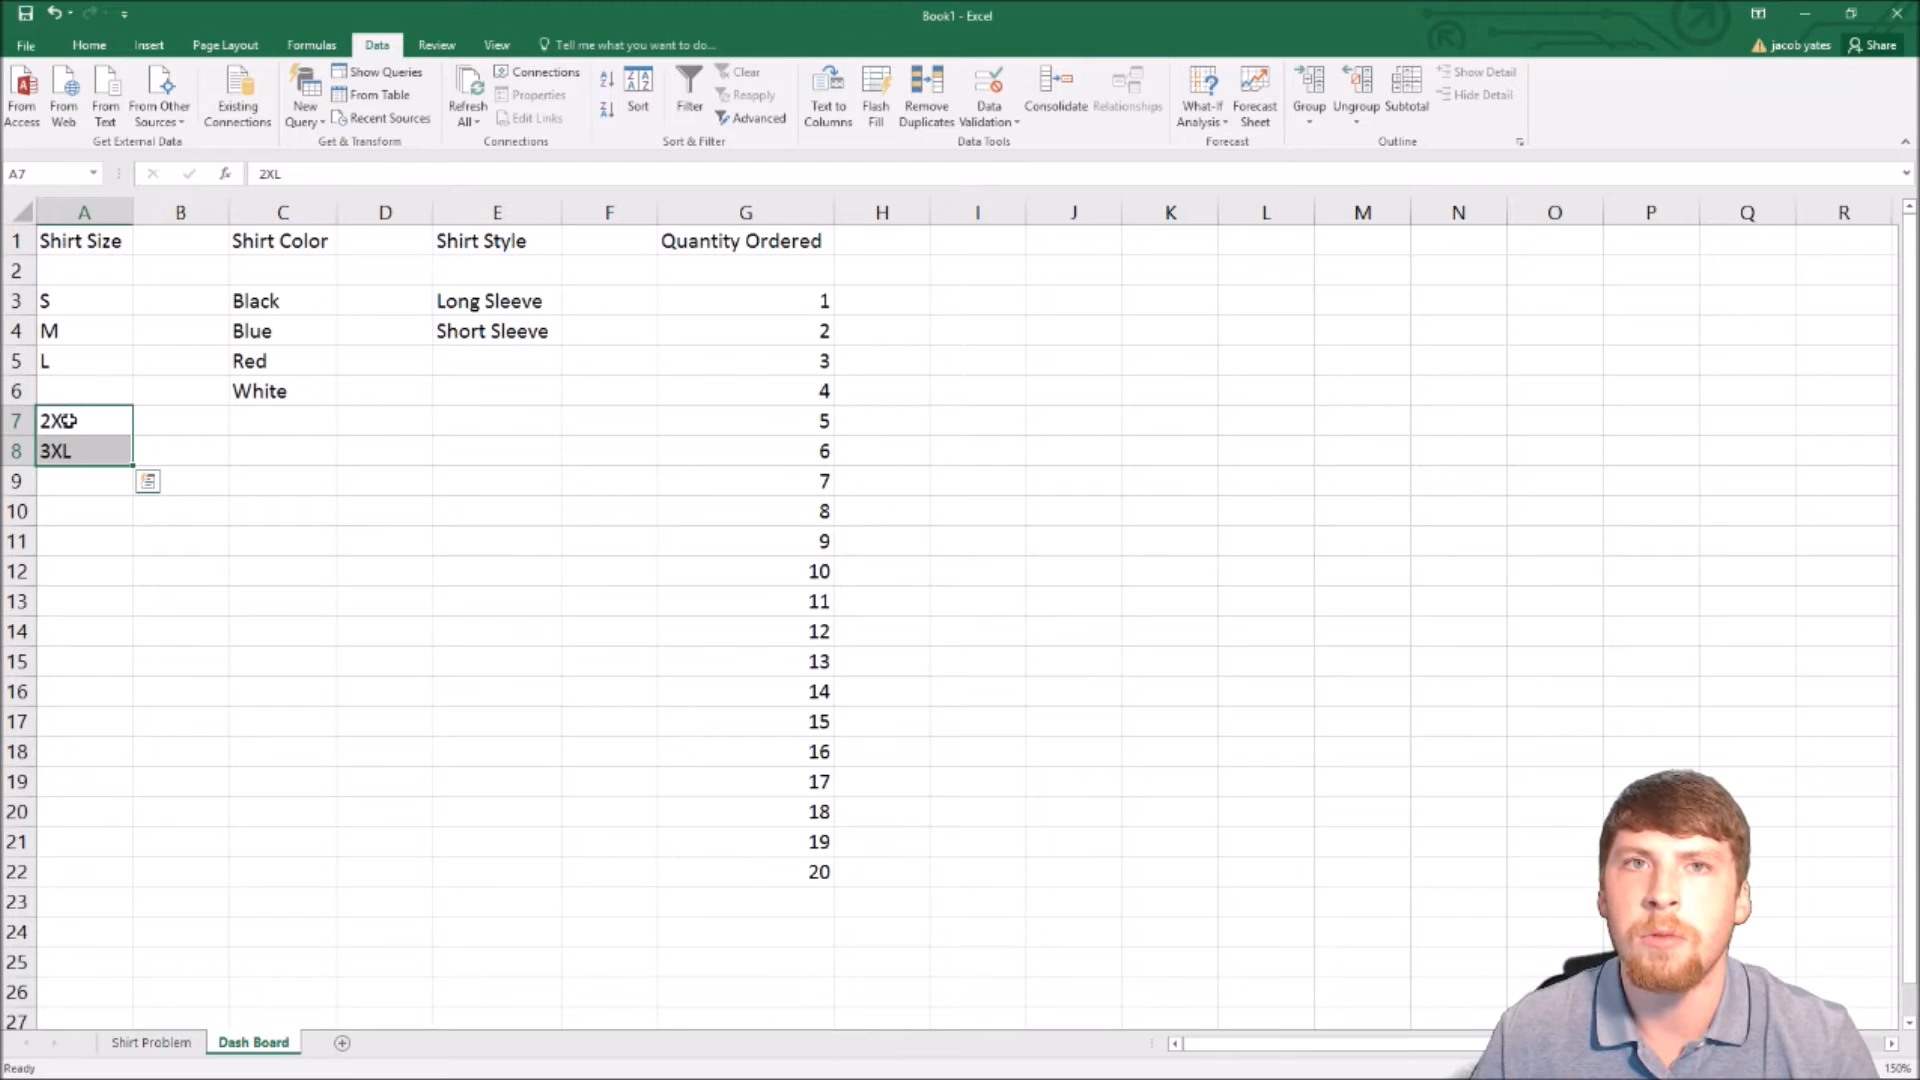 Book1 - Excel
File Home Insert Page Layout Formulas Data Review View Tell me what you want to do... jacob yates Share
From Access
From Web
From Text
From Other Sources
Existing Connections
Get External Data
New Query
Show Queries
From Table
Recent Sources
Get & Transform
Refresh All
Connections
Properties
Edit Links
Connections
Sort
Filter
Clear
Reapply
Advanced
Sort & Filter
Text to Columns
Flash Fill
Remove Duplicates
Data Validation
Consolidate
Relationships
Data Tools
What-If Analysis
Forecast Sheet
Forecast
Group
Ungroup
Subtotal
Show Detail
Hide Detail
Outline
A7 fx 2XL
A B C D E F G H I J K L M N O P Q R
1 Shirt Size Shirt Color Shirt Style Quantity Ordered
2
3 S Black Long Sleeve 1
4 M Blue Short Sleeve 2
5 L Red 3
6 White 4
7 2X 5
8 3XL 6
9 7
10 8
11 9
12 10
13 11
14 12
15 13
16 14
17 15
18 16
19 17
20 18
21 19
22 20
23
24
25
26
27
Shirt Problem Dash Board
Ready 150%